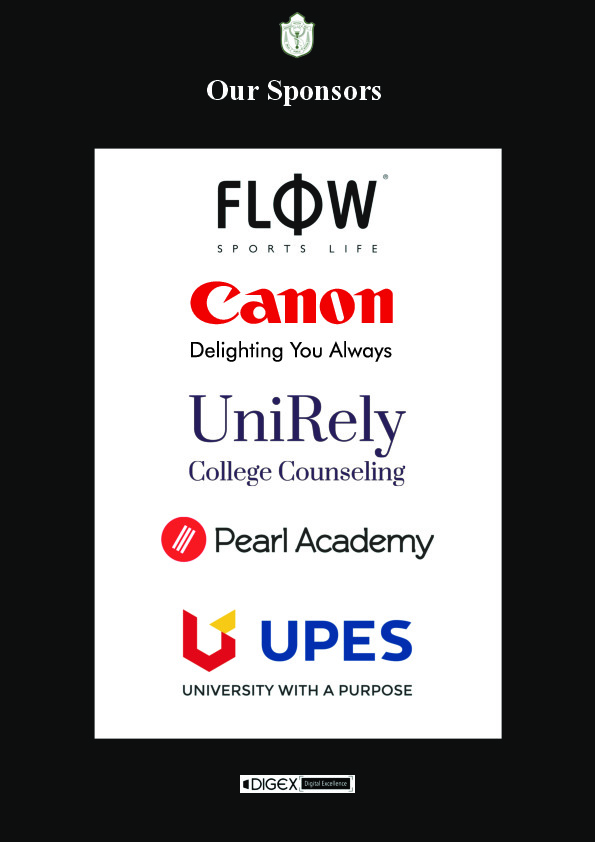 Our Sponsors
FLOW®
SPORTS LIFE
Canon
Delighting You Always
UniRely
College Counseling
Pearl Academy
UPES
UNIVERSITY WITH A PURPOSE
DIGEX Digital Excellence